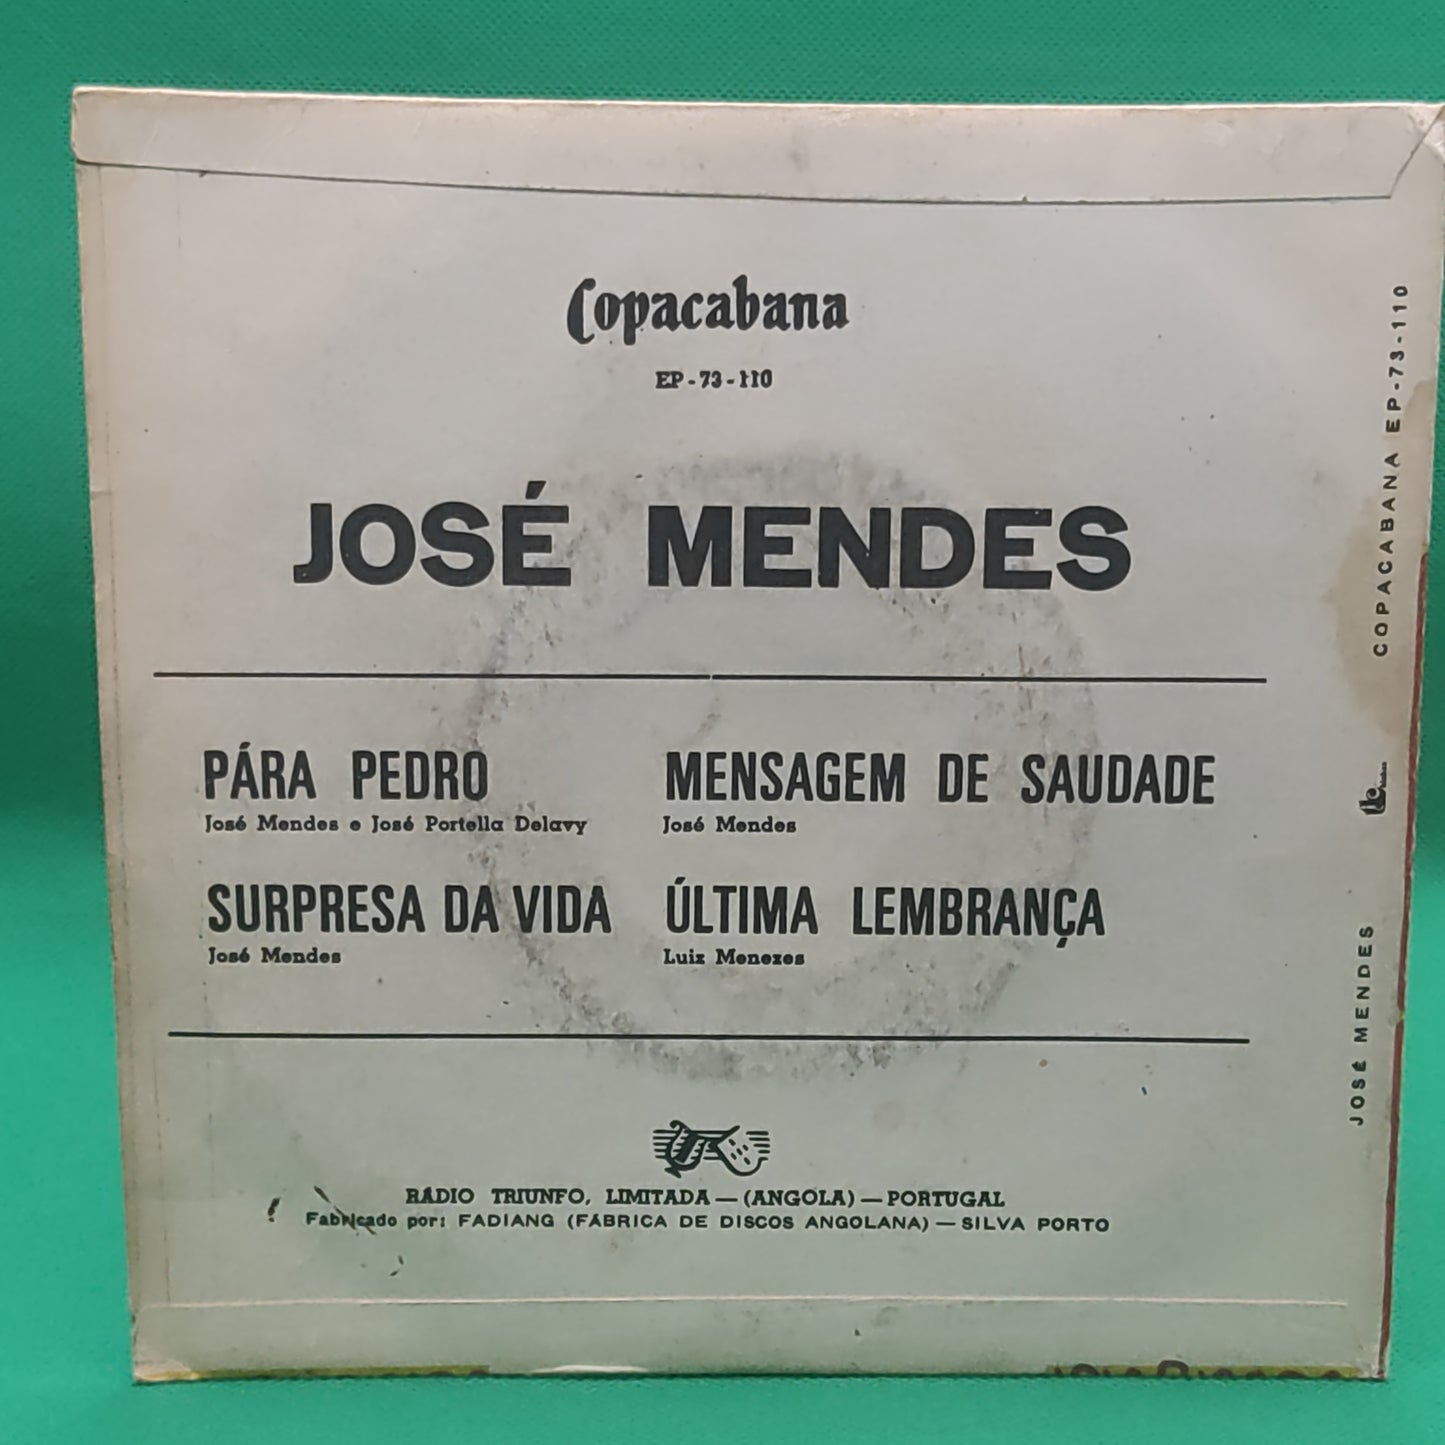 Copacabana
EP-73-110
JOSÉ MENDES
PÁRA PEDRO
José Mendes e José Portella Delavy
SURPRESA DA VIDA
José Mendes
MENSAGEM DE SAUDADE
José Mendes
ÚLTIMA LEMBRANÇA
Luiz Menezes
RÁDIO TRIUNFO, LIMITADA — (ANGOLA) — PORTUGAL
Fabricado por: FADIANG (FÁBRICA DE DISCOS ANGOLANA) — SILVA PORTO
COPACABANA EP-73-110
JOSÉ MENDES